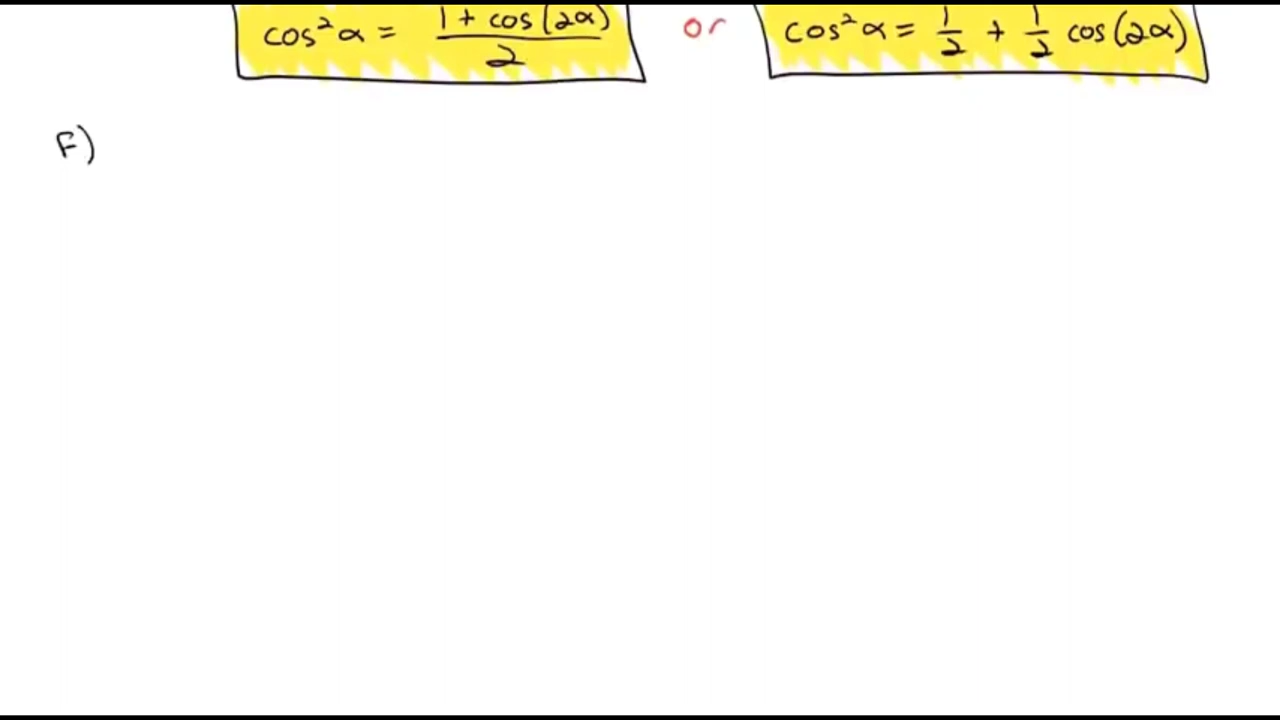 cos²α = (1 + cos(2α))/2 or cos²α = 1/2 + 1/2 cos(2α)
F)